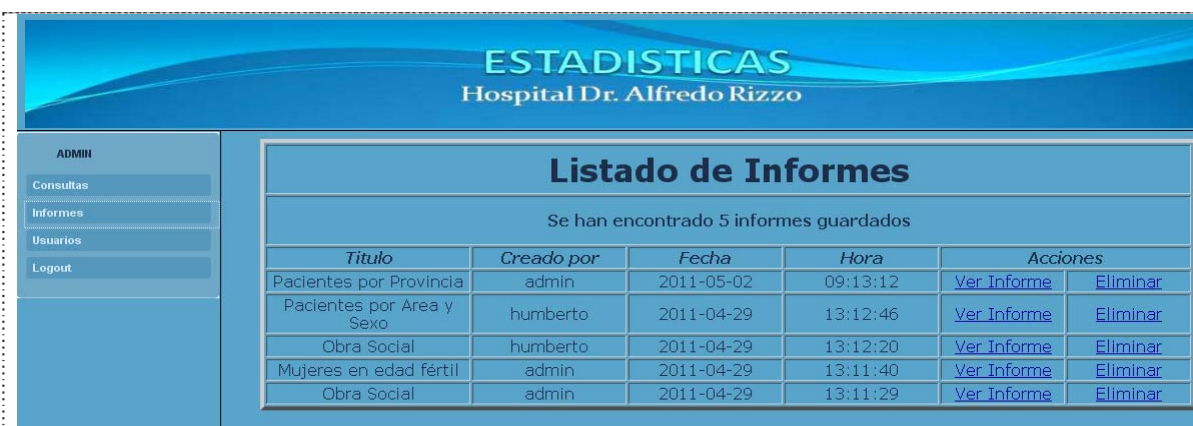 ESTADISTICAS
Hospital Dr. Alfredo Rizzo
ADMIN
Consultas
Informes
Usuarios
Logout
Listado de Informes
Se han encontrado 5 informes guardados
Titulo Creado por Fecha Hora Acciones
Pacientes por Provincia admin 2011-05-02 09:13:12 Ver Informe Eliminar
Pacientes por Area y
Sexo humberto 2011-04-29 13:12:46 Ver Informe Eliminar
Obra Social humberto 2011-04-29 13:12:20 Ver Informe Eliminar
Mujeres en edad fértil admin 2011-04-29 13:11:40 Ver Informe Eliminar
Obra Social admin 2011-04-29 13:11:29 Ver Informe Eliminar